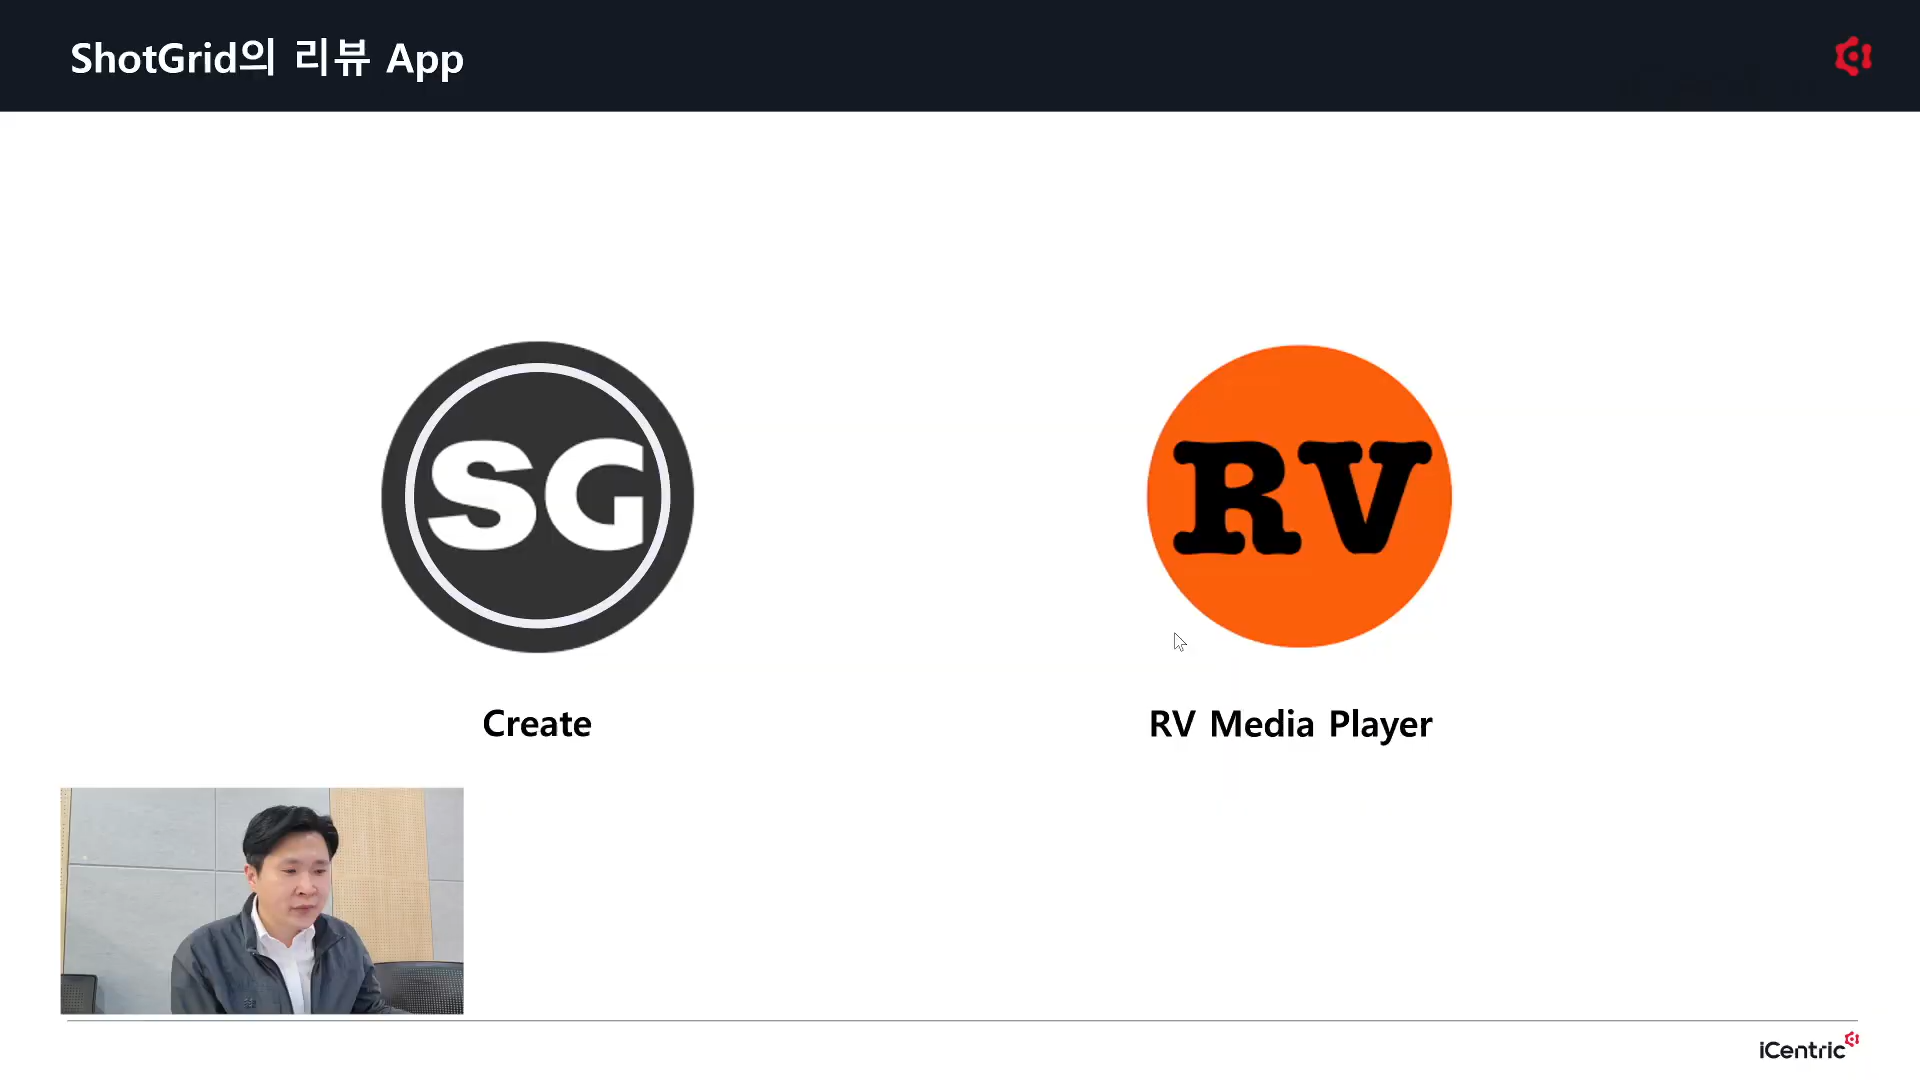 ShotGrid의 리뷰 App
SG
RV
Create
RV Media Player
iCentric